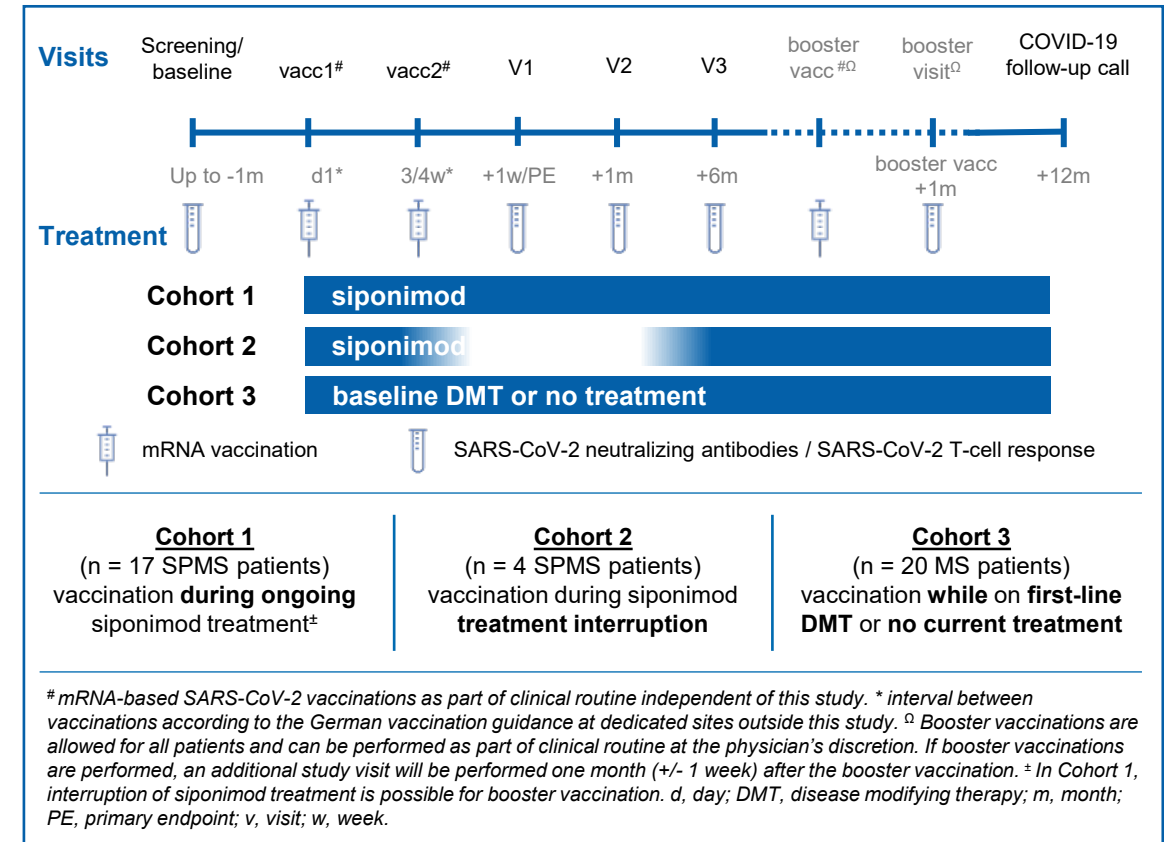 Visits
Screening/
baseline
vacc1#
vacc2#
V1
V2
V3
booster
vacc #Ω
booster
visitΩ
COVID-19
follow-up call
Up to -1m
d1*
3/4w*
+1w/PE
+1m
+6m
booster vacc
+1m
+12m
Treatment
Cohort 1
siponimod
Cohort 2
siponimod
Cohort 3
baseline DMT or no treatment
mRNA vaccination
SARS-CoV-2 neutralizing antibodies / SARS-CoV-2 T-cell response
Cohort 1
(n = 17 SPMS patients)
vaccination during ongoing
siponimod treatment±
Cohort 2
(n = 4 SPMS patients)
vaccination during siponimod
treatment interruption
Cohort 3
(n = 20 MS patients)
vaccination while on first-line
DMT or no current treatment
# mRNA-based SARS-CoV-2 vaccinations as part of clinical routine independent of this study. * interval between
vaccinations according to the German vaccination guidance at dedicated sites outside this study. Ω Booster vaccinations are
allowed for all patients and can be performed as part of clinical routine at the physician's discretion. If booster vaccinations
are performed, an additional study visit will be performed one month (+/- 1 week) after the booster vaccination. ± In Cohort 1,
interruption of siponimod treatment is possible for booster vaccination. d, day; DMT, disease modifying therapy; m, month;
PE, primary endpoint; v, visit; w, week.